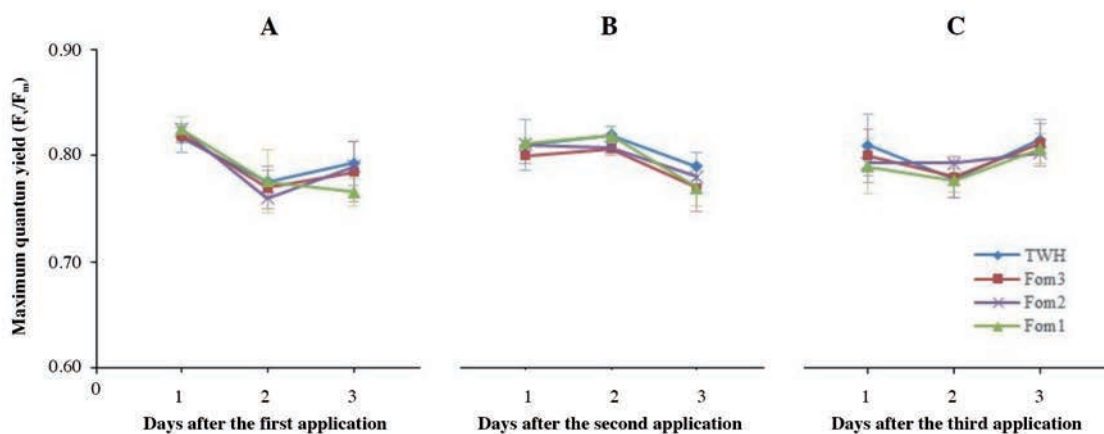 A B C
Maximum quantun yield (Fv/Fm)
0.90
0.80
0.70
0.60
0
TWH
Fom3
Fom2
Fom1
1 2 3 1 2 3 1 2 3
Days after the first application Days after the second application Days after the third application